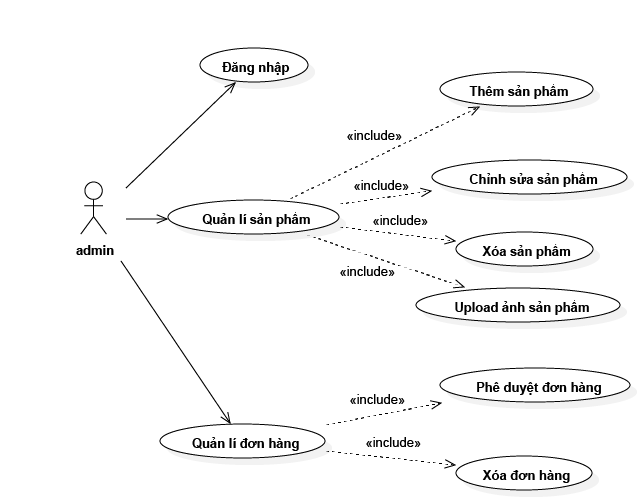 Đăng nhập
Thêm sản phẩm
«include»
«include»
Chỉnh sửa sản phẩm
Quản lí sản phẩm
«include»
admin
Xóa sản phẩm
«include»
Upload ảnh sản phẩm
Phê duyệt đơn hàng
«include»
Quản lí đơn hàng
«include»
Xóa đơn hàng